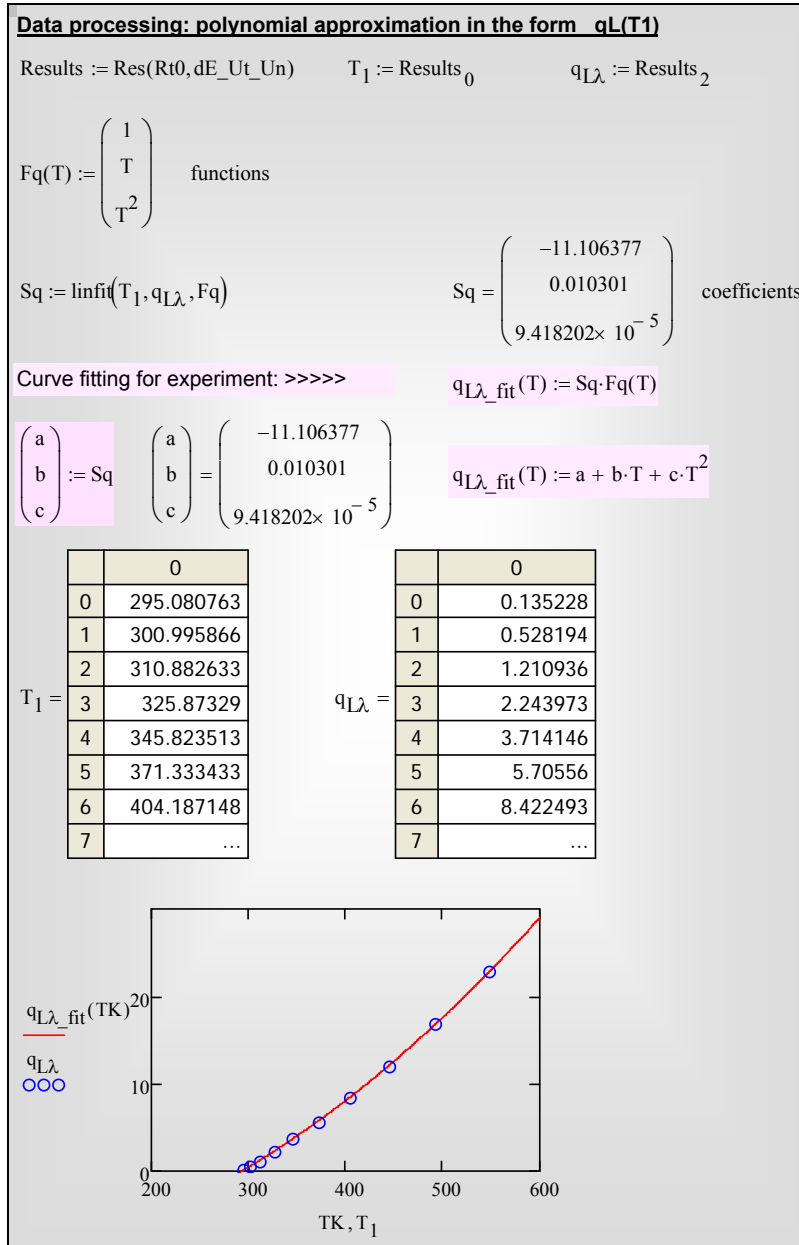 Data processing: polynomial approximation in the form qL(T1)
Results := Res(Rt0, dE_Ut_Un) T1 := Results0 qLλ := Results2
Fq(T) := ( 1 T T^2 ) functions
Sq := linfit(T1, qLλ, Fq) Sq = ( −11.106377 0.010301 9.418202× 10^−5 ) coefficients
Curve fitting for experiment: >>>>> qLλ_fit(T) := Sq·Fq(T)
( a b c ) := Sq ( a b c ) = ( −11.106377 0.010301 9.418202× 10^−5 ) qLλ_fit(T) := a + b·T + c·T^2
0 0
0 295.080763 0 0.135228
1 300.995866 1 0.528194
2 310.882633 2 1.210936
T1 = 3 325.87329 qLλ = 3 2.243973
4 345.823513 4 3.714146
5 371.333433 5 5.70556
6 404.187148 6 8.422493
7 ... 7 ...
qLλ_fit(TK) 20
qLλ
10
0
200 300 400 500 600
TK, T1